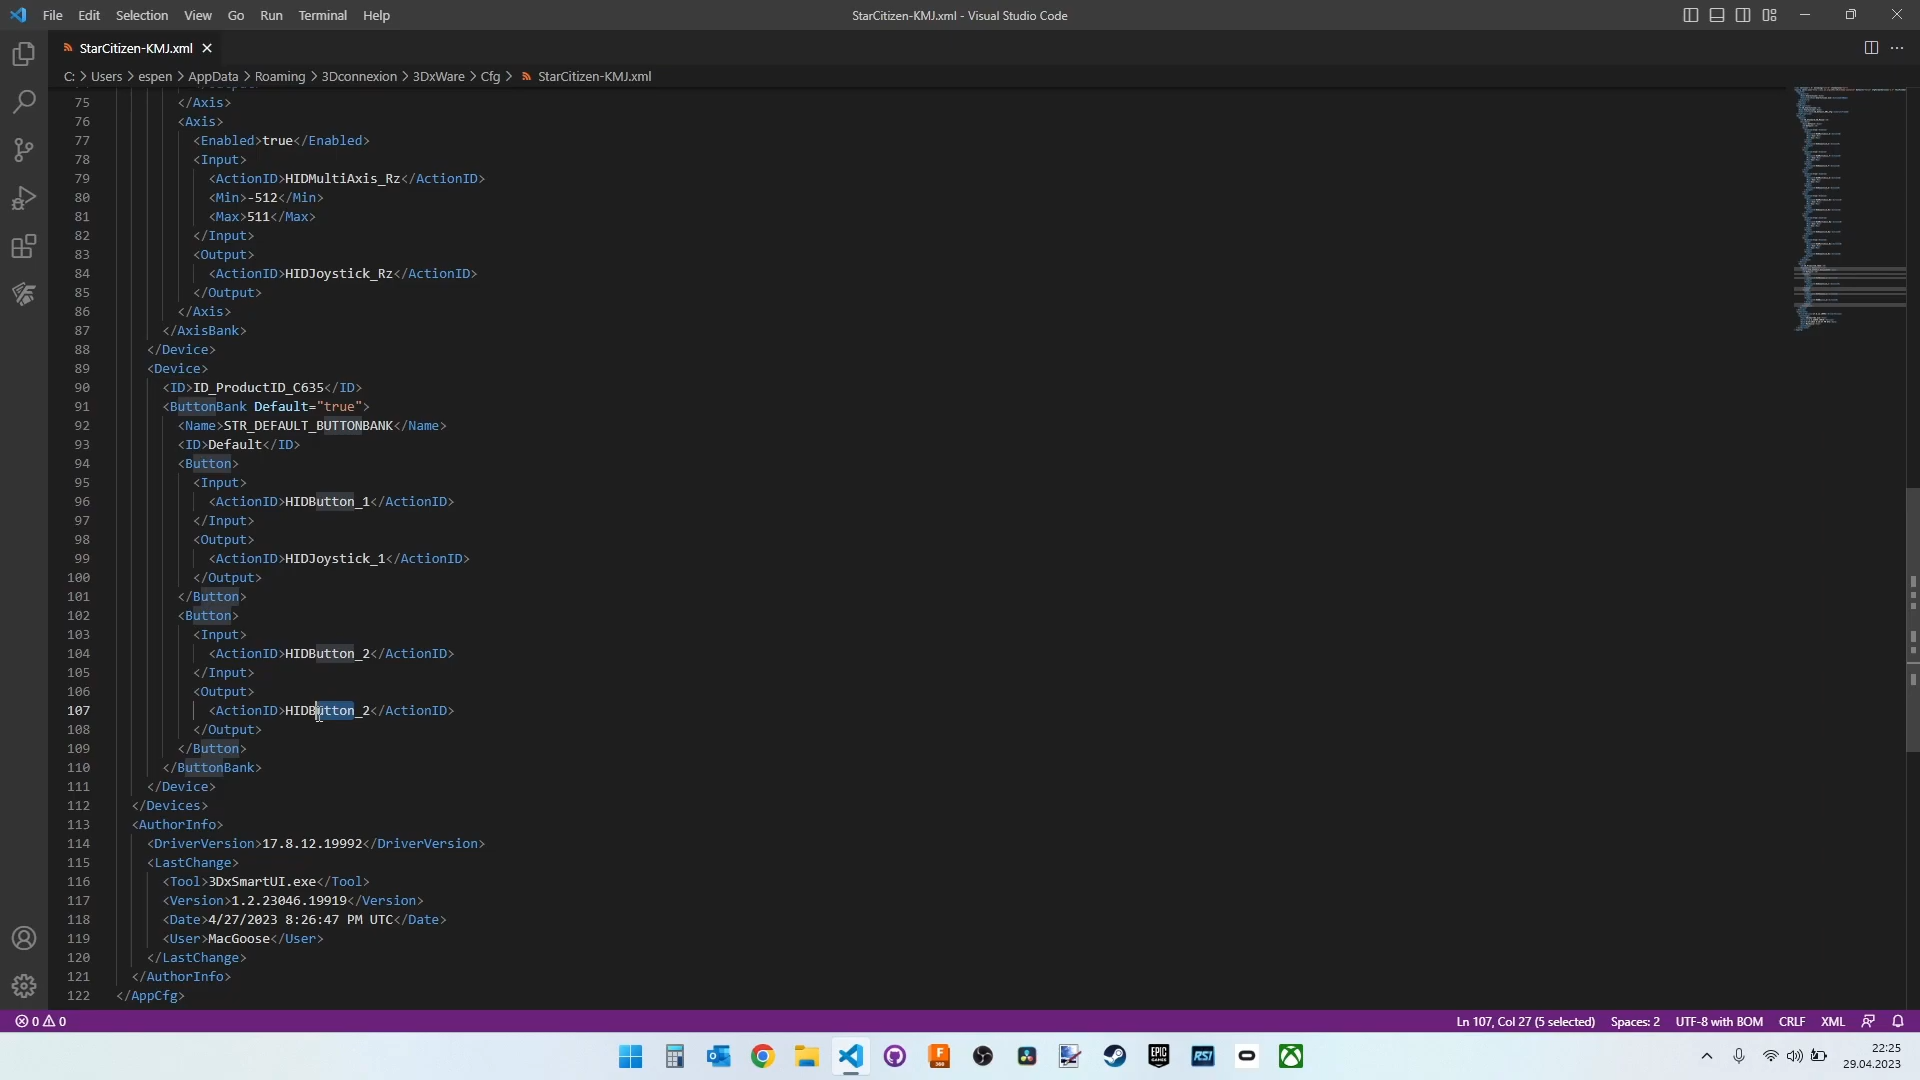 File Edit Selection View Go Run Terminal Help
StarCitizen-KMJ.xml - Visual Studio Code
StarCitizen-KMJ.xml
C: > Users > espen > AppData > Roaming > 3Dconnexion > 3DxWare > Cfg > StarCitizen-KMJ.xml
75 </Axis>
76 <Axis>
77 <Enabled>true</Enabled>
78 <Input>
79 <ActionID>HIDMultiAxis_Rz</ActionID>
80 <Min>-512</Min>
81 <Max>511</Max>
82 </Input>
83 <Output>
84 <ActionID>HIDJoystick_Rz</ActionID>
85 </Output>
86 </Axis>
87 </AxisBank>
88 </Device>
89 <Device>
90 <ID>ID_ProductID_C635</ID>
91 <ButtonBank Default="true">
92 <Name>STR_DEFAULT_BUTTONBANK</Name>
93 <ID>Default</ID>
94 <Button>
95 <Input>
96 <ActionID>HIDButton_1</ActionID>
97 </Input>
98 <Output>
99 <ActionID>HIDJoystick_1</ActionID>
100 </Output>
101 </Button>
102 <Button>
103 <Input>
104 <ActionID>HIDButton_2</ActionID>
105 </Input>
106 <Output>
107 <ActionID>HIDButton_2</ActionID>
108 </Output>
109 </Button>
110 </ButtonBank>
111 </Device>
112 </Devices>
113 <AuthorInfo>
114 <DriverVersion>17.8.12.19992</DriverVersion>
115 <LastChange>
116 <Tool>3DxSmartUI.exe</Tool>
117 <Version>1.2.23046.19919</Version>
118 <Date>4/27/2023 8:26:47 PM UTC</Date>
119 <User>MacGoose</User>
120 </LastChange>
121 </AuthorInfo>
122 </AppCfg>
0 0 Ln 107, Col 27 (5 selected) Spaces: 2 UTF-8 with BOM CRLF XML
F
360
EPIC
GAMES
RSI
22:25
29.04.2023